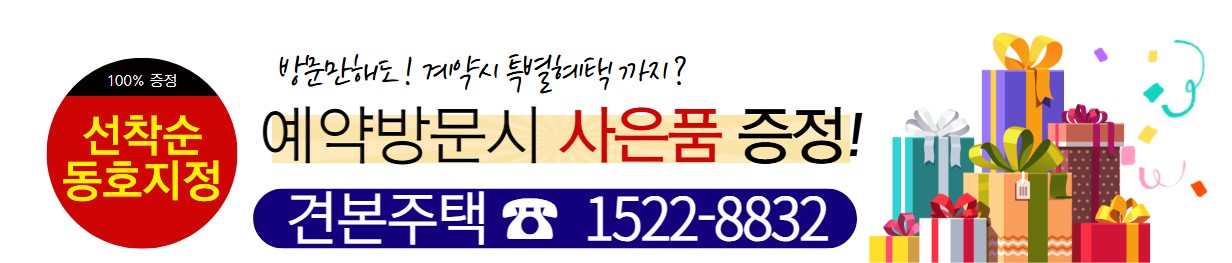 100% 증정
선착순
동호지정
방문만해도! 계약시 특별혜택 까지?
예약방문시 사은품 증정!
견본주택 ☎ 1522-8832